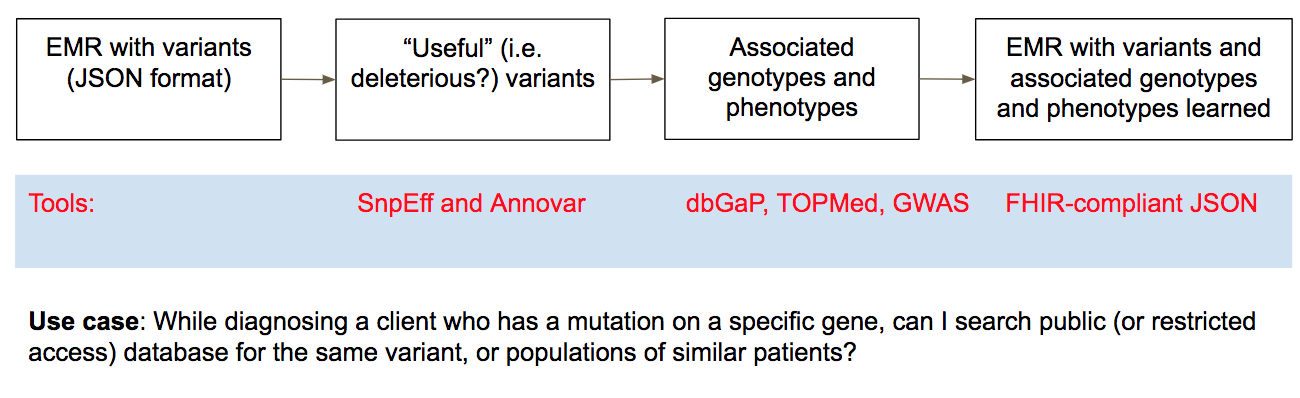 EMR with variants
(JSON format)
“Useful” (i.e.
deleterious?) variants
Associated
genotypes and
phenotypes
EMR with variants and
associated genotypes
and phenotypes learned
Tools:
SnpEff and Annovar
dbGaP, TOPMed, GWAS
FHIR-compliant JSON
Use case: While diagnosing a client who has a mutation on a specific gene, can I search public (or restricted
access) database for the same variant, or populations of similar patients?